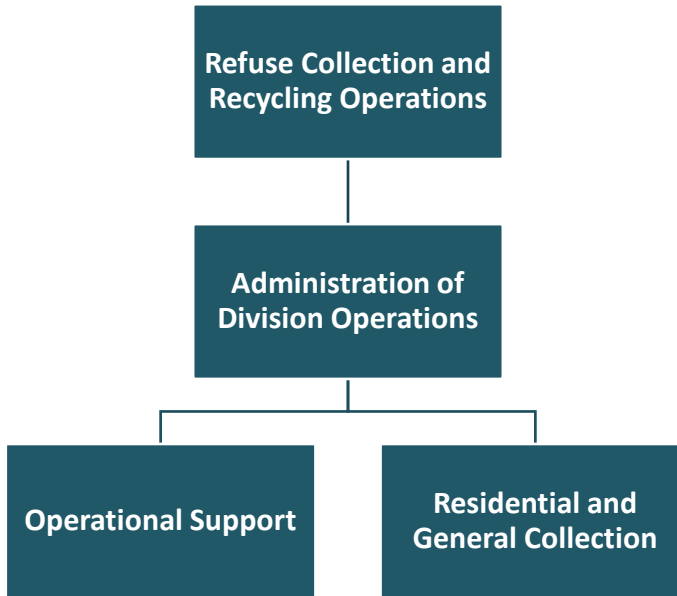 Refuse Collection and
Recycling Operations
Administration of
Division Operations
Operational Support
Residential and
General Collection